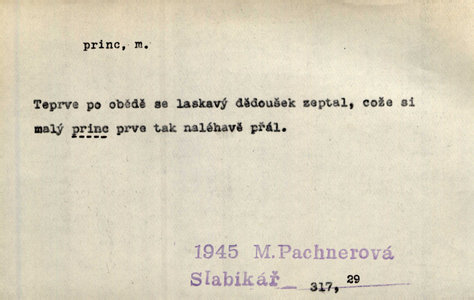 princ, m.
Teprve po obědě se laskavý dědoušek zeptal, cože si
malý princ prve tak naléhavě přál.
1945 M.Pachnerová
Slabikář_ 317, 29